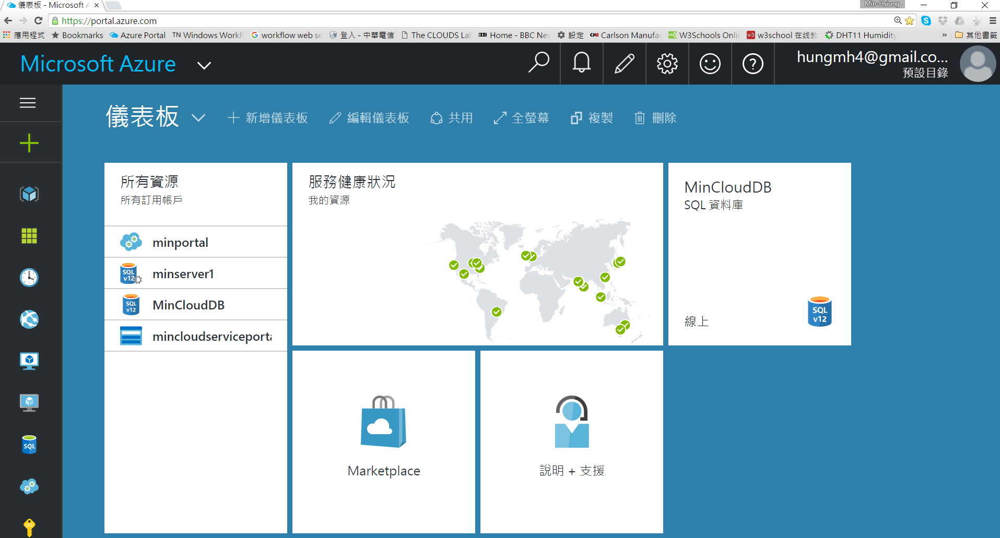 儀表板 - Microsoft A
Min-Hsiung
https://portal.azure.com
應用程式 Bookmarks Azure Portal TN Windows Workfl workflow web se 登入 - 中華電信 The CLOUDS Lab Home - BBC New 設定 CMI Carlson Manufac W3Schools Onlin w3school 在线教 DHT11 Humidity » 其他書籤
Microsoft Azure
hungmh4@gmail.co...
預設目錄
儀表板 新增儀表板 編輯儀表板 共用 全螢幕 複製 刪除
所有資源
所有訂用帳戶
minportal
SQL v12 minserver1
SQL v12 MinCloudDB
mincloudserviceporta
服務健康狀況
我的資源
MinCloudDB
SQL 資料庫
線上
SQL
v12
SQL
Marketplace
說明 + 支援